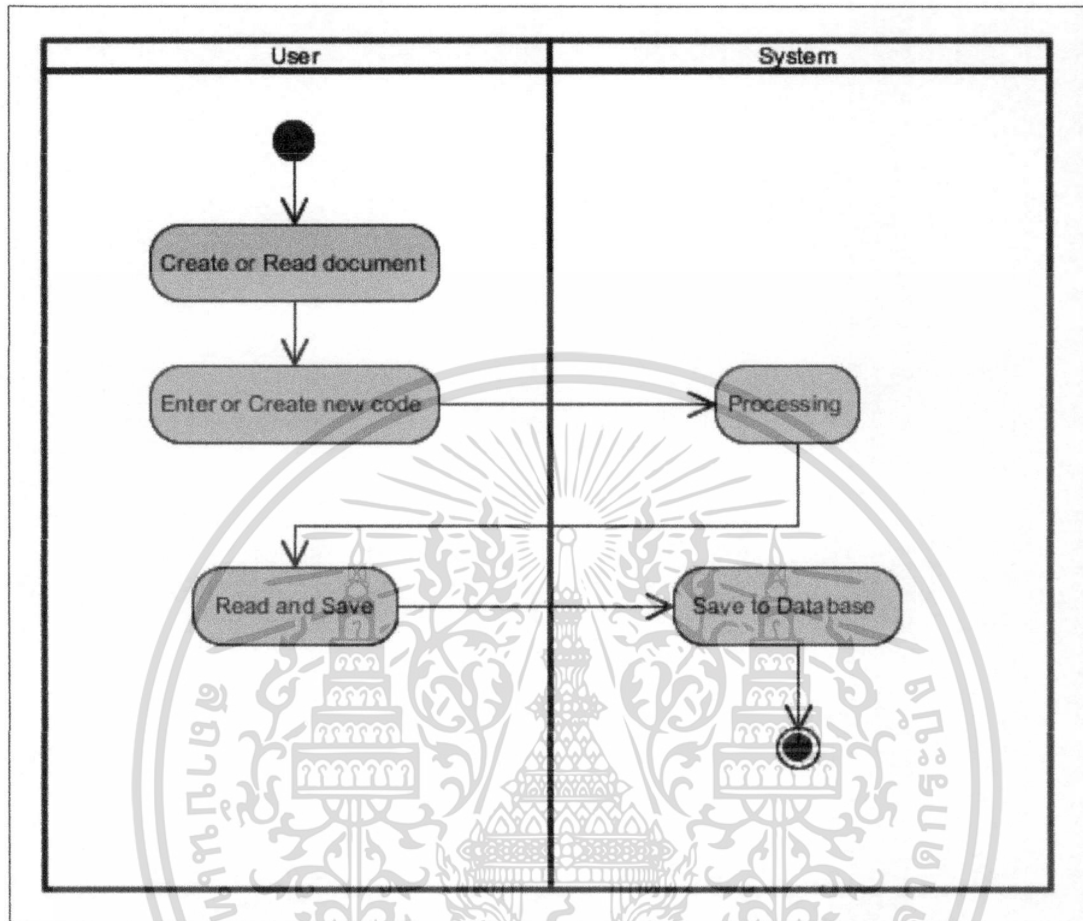 User
System
Create or Read document
Enter or Create new code
Processing
Read and Save
Save to Database